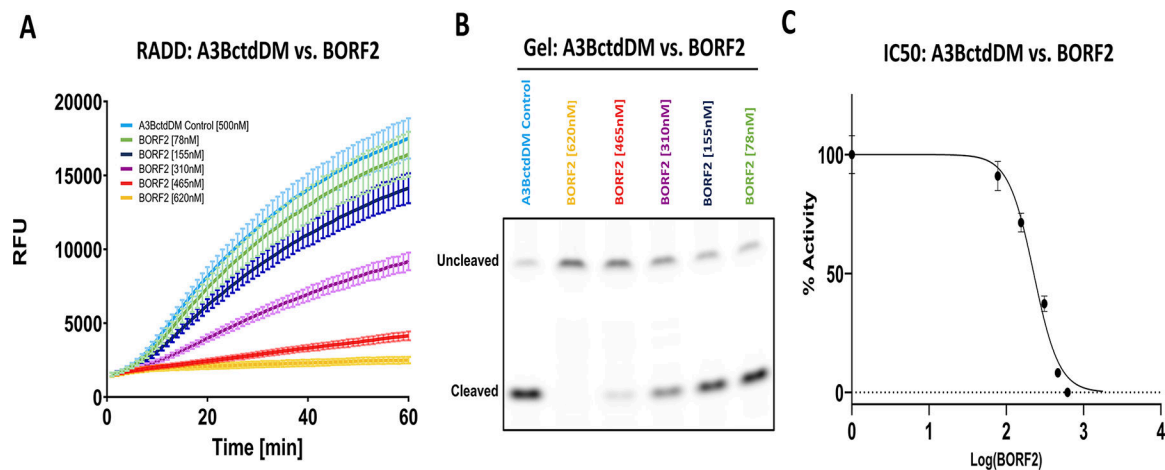 A
RADD: A3BctdDM vs. BORF2
20000
15000
10000
5000
0
RFU
A3BctdDM Control [500nM]
BORF2 [78nM]
BORF2 [155nM]
BORF2 [310nM]
BORF2 [465nM]
BORF2 [620nM]
0
20
40
60
Time [min]
B
Gel: A3BctdDM vs. BORF2
A3BctdDM Control
BORF2 [620nM]
BORF2 [465nM]
BORF2 [310nM]
BORF2 [155nM]
BORF2 [78nM]
Uncleaved
Cleaved
C
IC50: A3BctdDM vs. BORF2
100
50
0
% Activity
0
1
2
3
4
Log(BORF2)